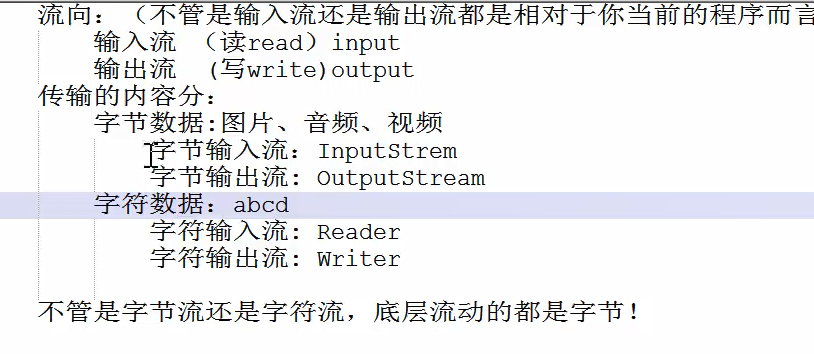 流向：（不管是输入流还是输出流都是相对于你当前的程序而言
输入流 （读read）input
输出流 (写write)output
传输的内容分：
字节数据:图片、音频、视频
字节输入流：InputStrem
字节输出流: OutputStream
字符数据：abcd
字符输入流: Reader
字符输出流: Writer
不管是字节流还是字符流，底层流动的都是字节！